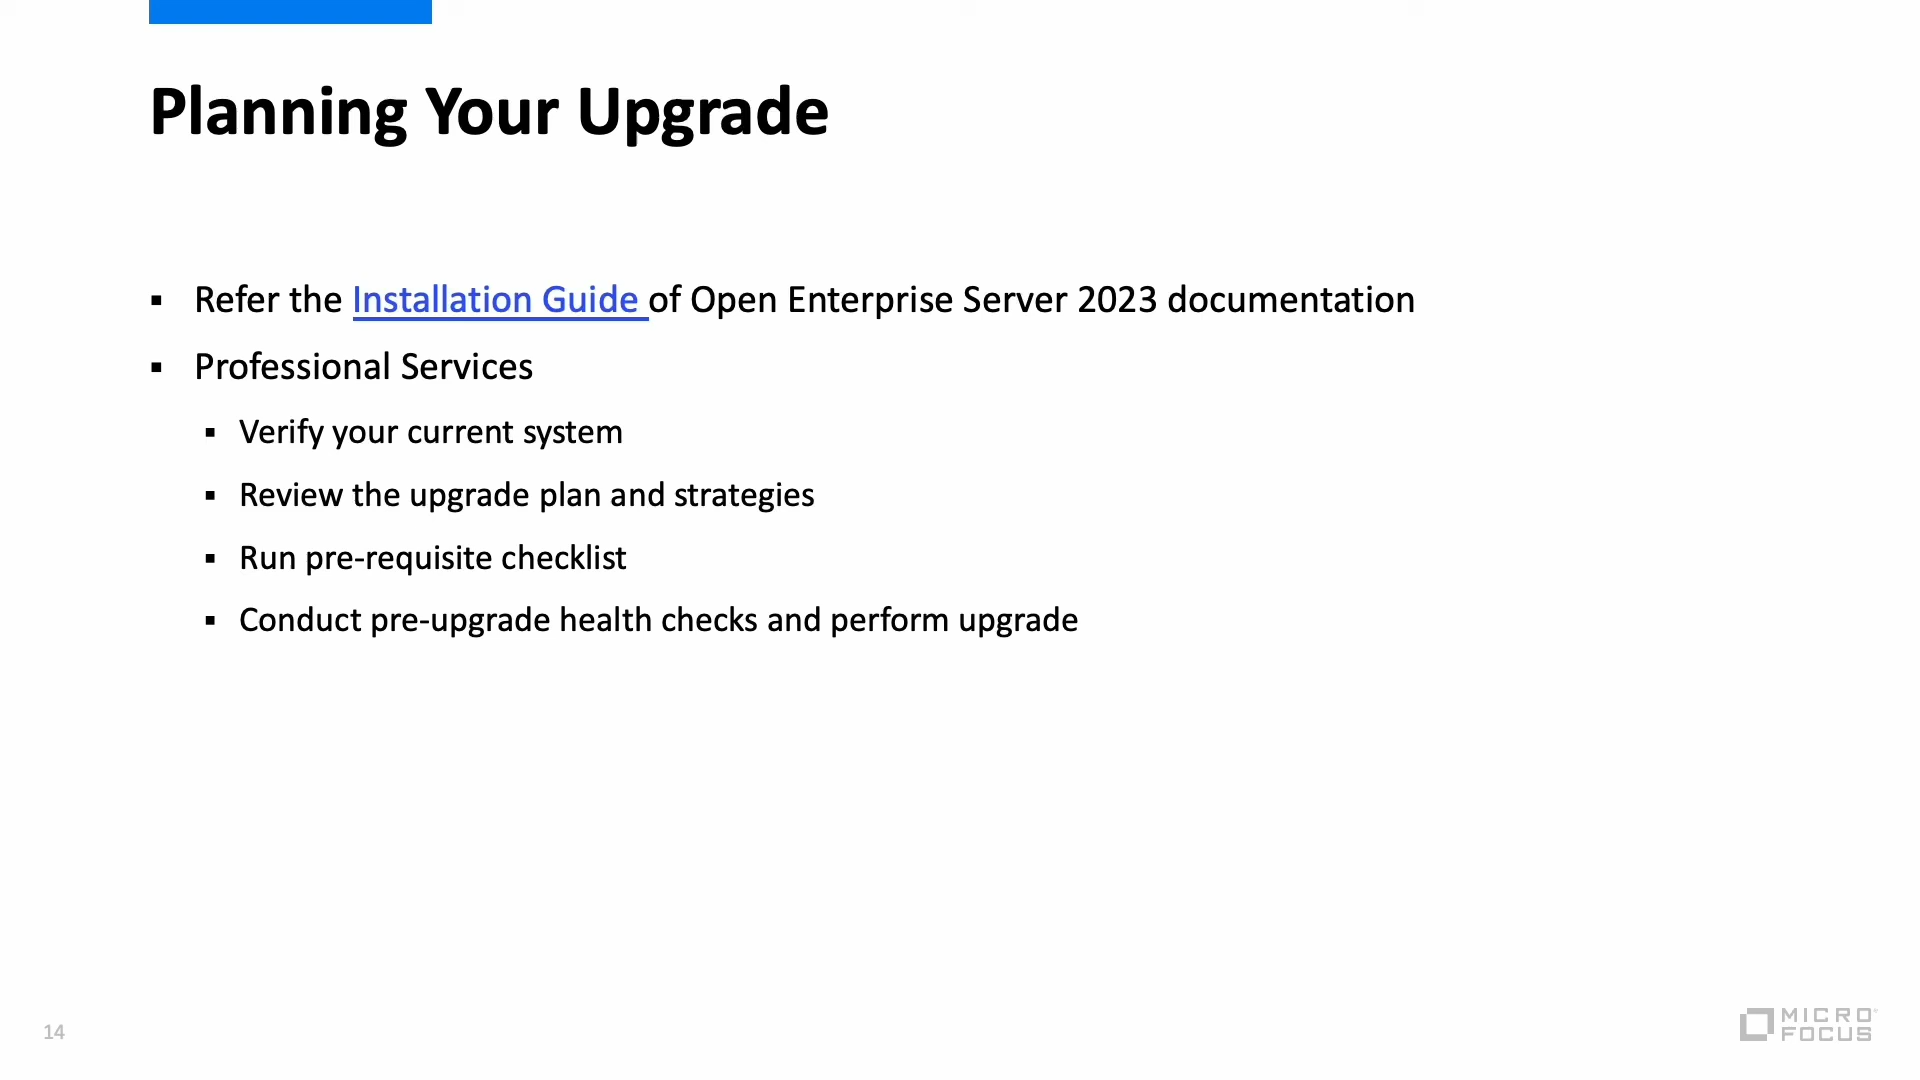 Planning Your Upgrade
▪ Refer the Installation Guide of Open Enterprise Server 2023 documentation
▪ Professional Services
▪ Verify your current system
▪ Review the upgrade plan and strategies
▪ Run pre-requisite checklist
▪ Conduct pre-upgrade health checks and perform upgrade
14
MICRO
FOCUS